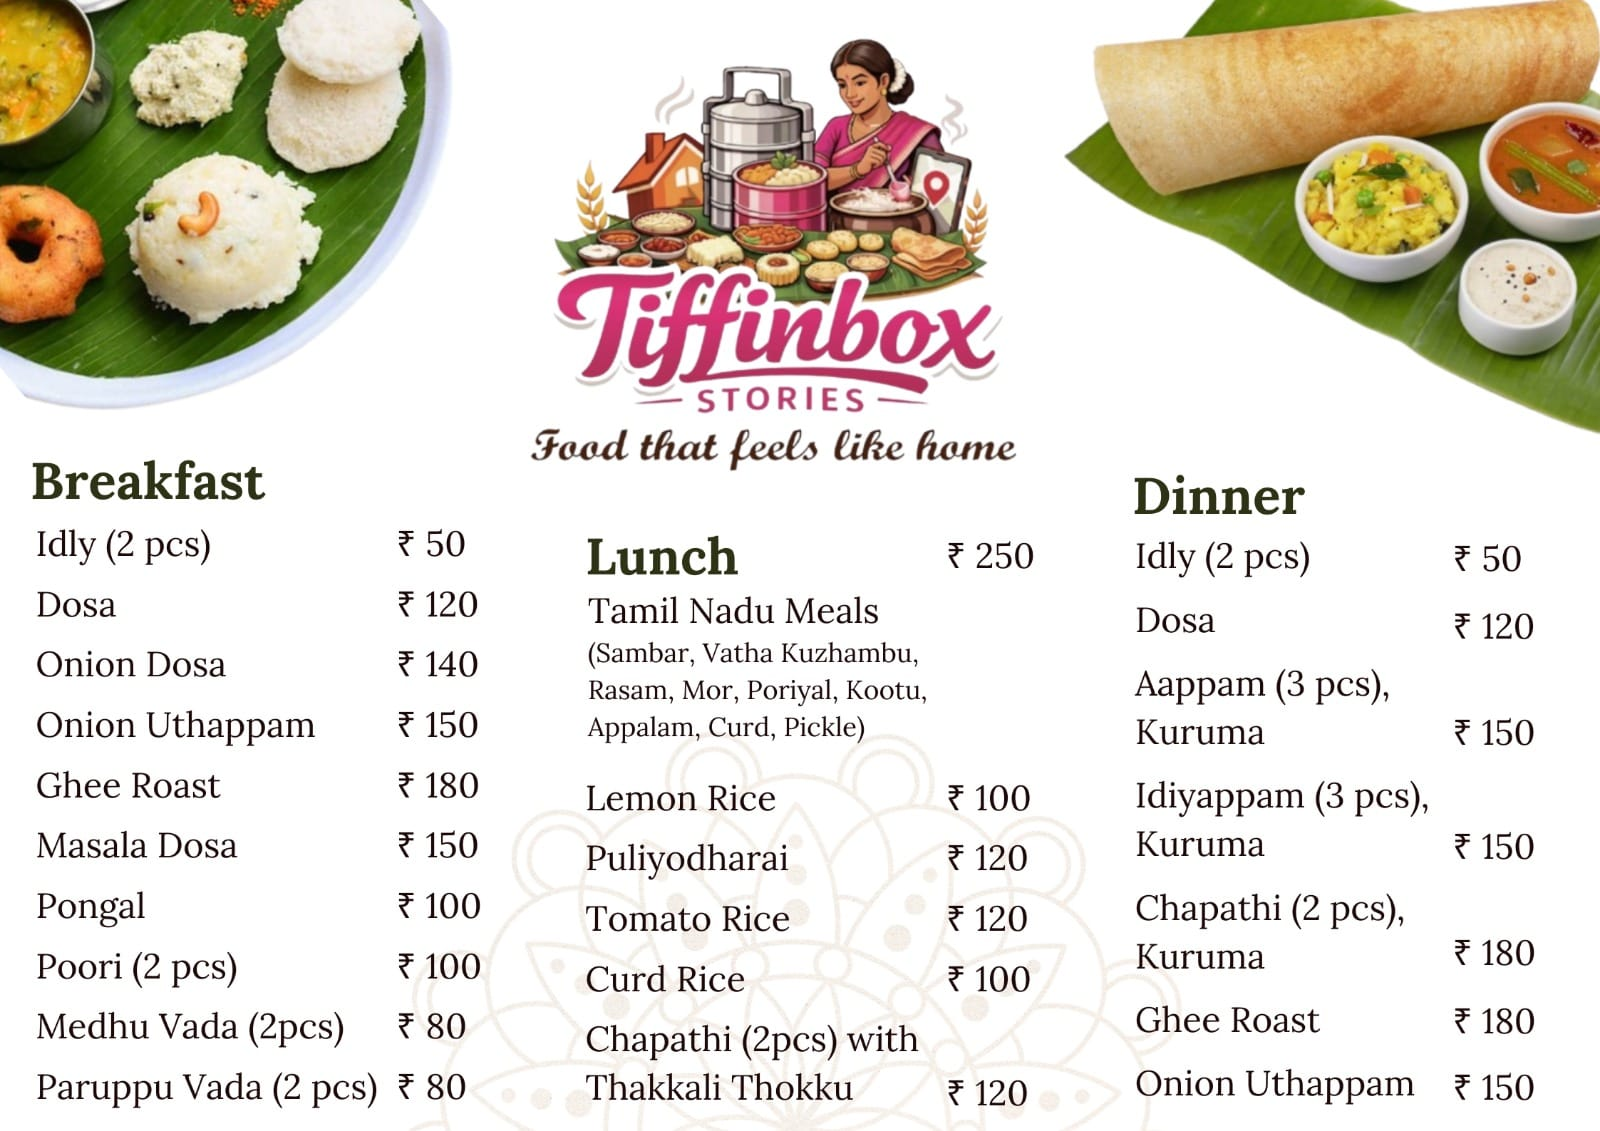 Tiffinbox
STORIES
Food that feels like home
Breakfast
Idly (2 pcs) ₹ 50
Dosa ₹ 120
Onion Dosa ₹ 140
Onion Uthappam ₹ 150
Ghee Roast ₹ 180
Masala Dosa ₹ 150
Pongal ₹ 100
Poori (2 pcs) ₹ 100
Medhu Vada (2pcs) ₹ 80
Paruppu Vada (2 pcs) ₹ 80
Lunch ₹ 250
Tamil Nadu Meals
(Sambar, Vatha Kuzhambu,
Rasam, Mor, Poriyal, Kootu,
Appalam, Curd, Pickle)
Lemon Rice ₹ 100
Puliyodharai ₹ 120
Tomato Rice ₹ 120
Curd Rice ₹ 100
Chapathi (2pcs) with
Thakkali Thokku ₹ 120
Dinner
Idly (2 pcs) ₹ 50
Dosa ₹ 120
Aappam (3 pcs),
Kuruma ₹ 150
Idiyappam (3 pcs),
Kuruma ₹ 150
Chapathi (2 pcs),
Kuruma ₹ 180
Ghee Roast ₹ 180
Onion Uthappam ₹ 150